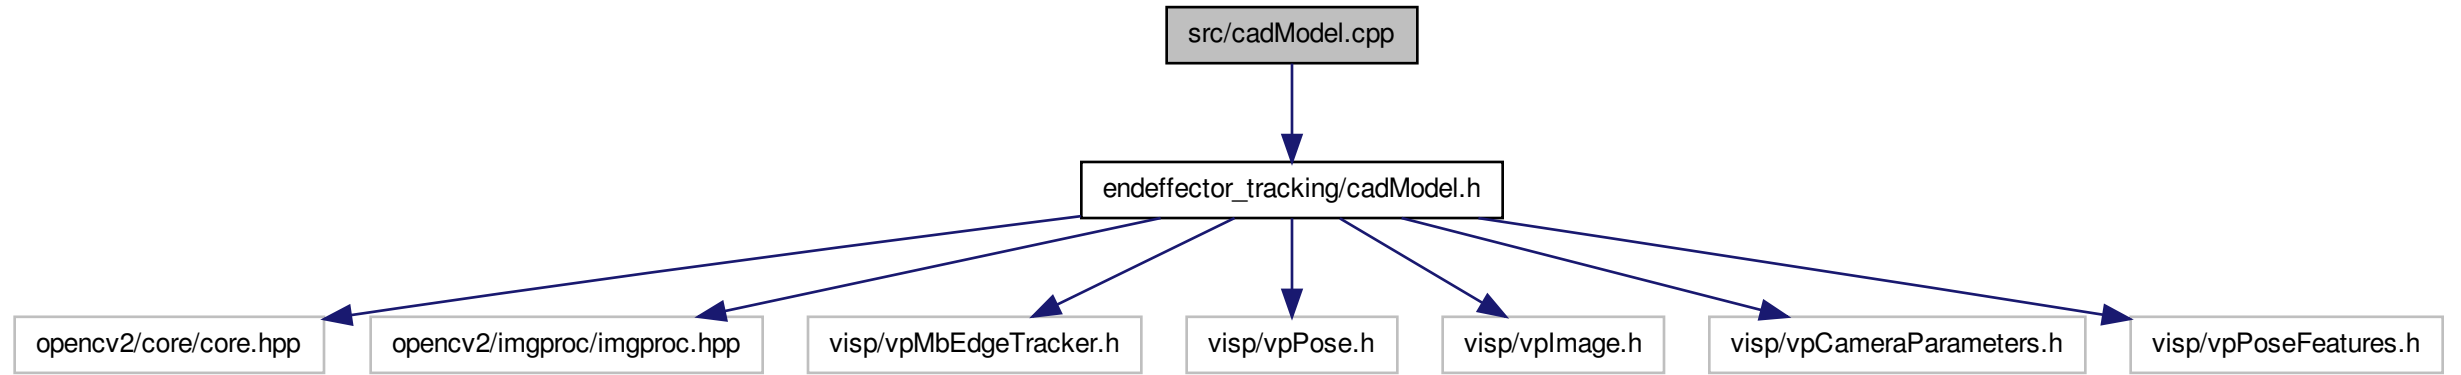 src/cadModel.cpp
endeffector_tracking/cadModel.h
opencv2/core/core.hpp
opencv2/imgproc/imgproc.hpp
visp/vpMbEdgeTracker.h
visp/vpPose.h
visp/vpImage.h
visp/vpCameraParameters.h
visp/vpPoseFeatures.h